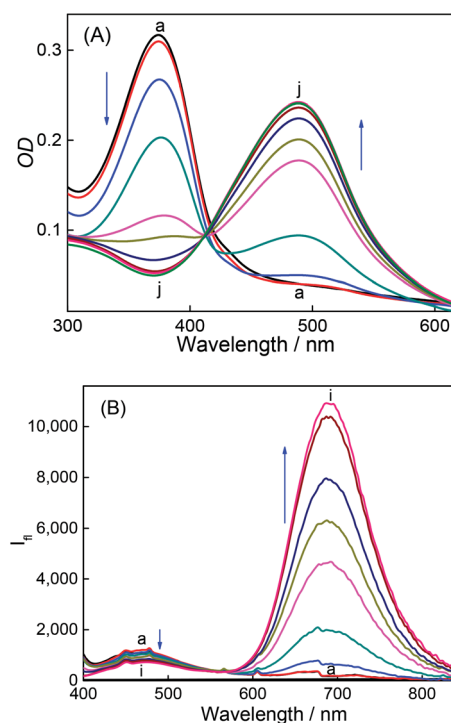 (A)
a
j
0.3
0.2
0.1
OD
j
a
300
400
500
600
Wavelength / nm
(B)
i
10,000
8,000
6,000
4,000
2,000
0
Ifl
a
i
a
400
500
600
700
800
Wavelength / nm